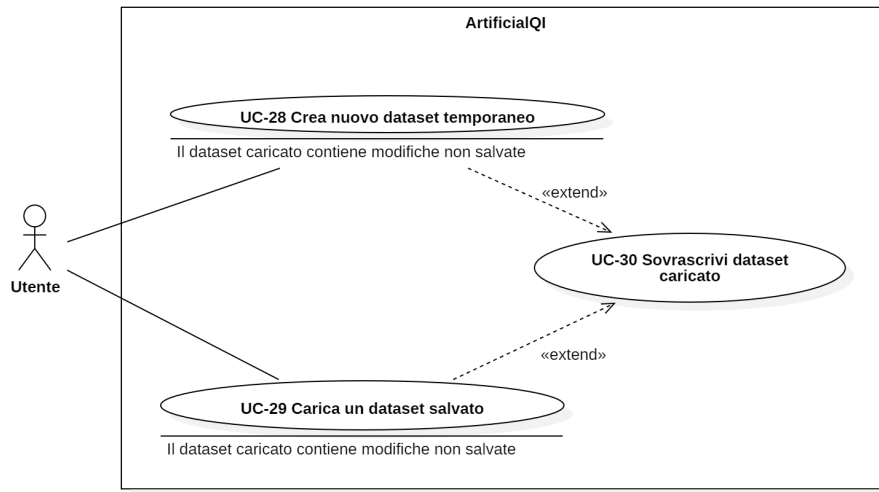 ArtificialQI
UC-28 Crea nuovo dataset temporaneo
Il dataset caricato contiene modifiche non salvate
«extend»
UC-30 Sovrascrivi dataset
caricato
Utente
«extend»
UC-29 Carica un dataset salvato
Il dataset caricato contiene modifiche non salvate